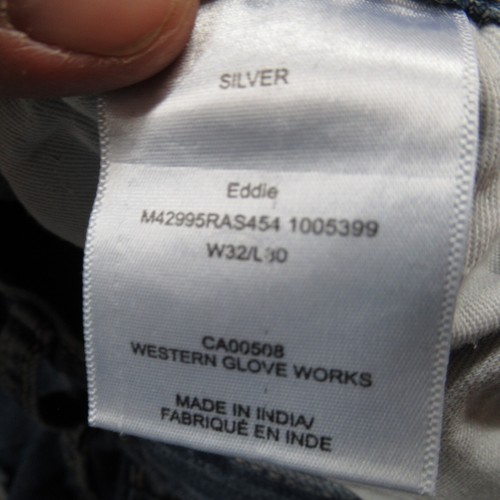 SILVER
Eddie
M42995RAS454 1005399
W32/L30
CA00508
WESTERN GLOVE WORKS
MADE IN INDIA/
FABRIQUÉ EN INDE